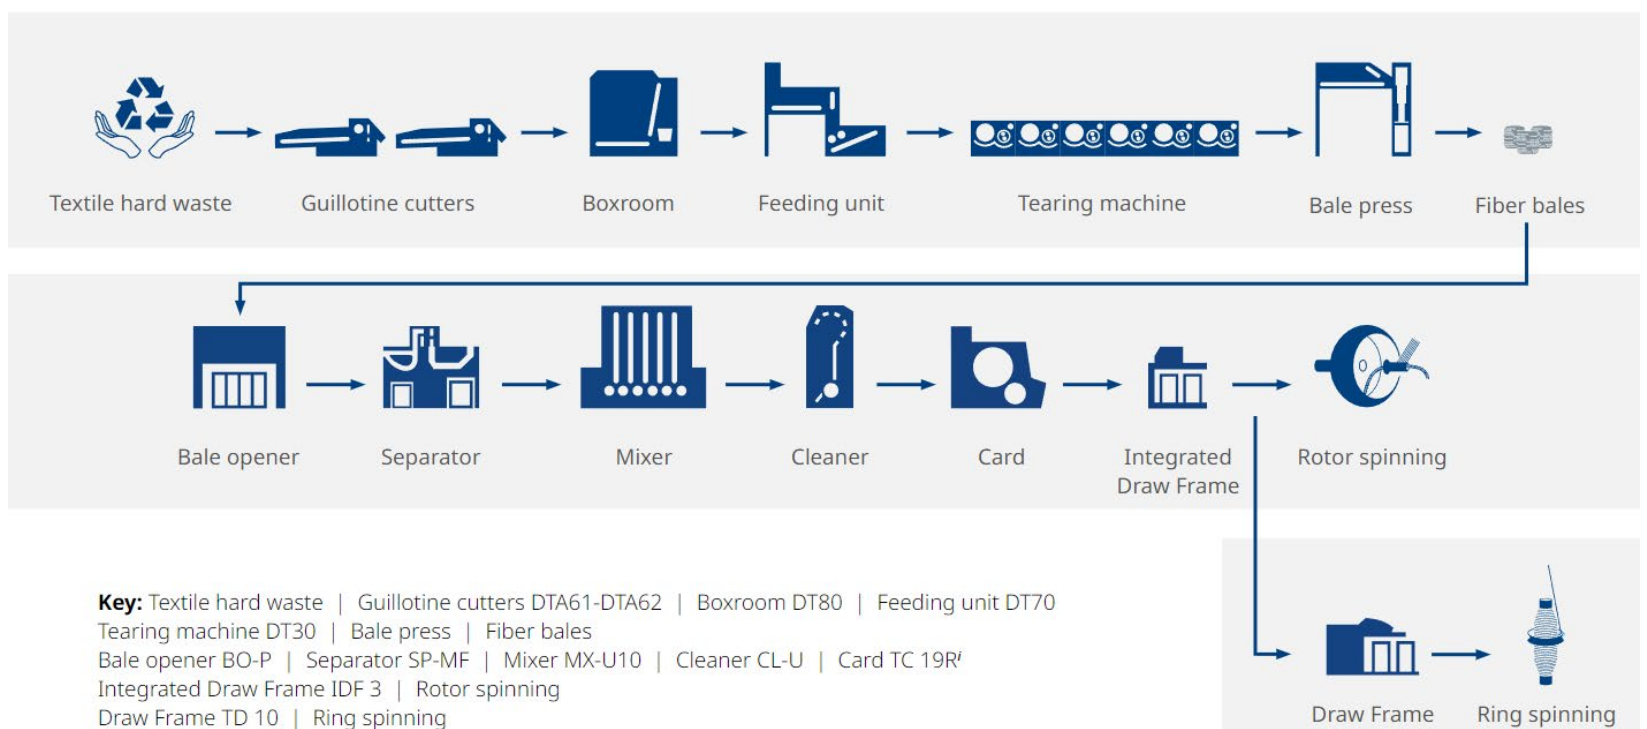 Textile hard waste
Guillotine cutters
Boxroom
Feeding unit
Tearing machine
Bale press
Fiber bales
Bale opener
Separator
Mixer
Cleaner
Card
Integrated
Draw Frame
Rotor spinning
Key: Textile hard waste | Guillotine cutters DTA61-DTA62 | Boxroom DT80 | Feeding unit DT70
Tearing machine DT30 | Bale press | Fiber bales
Bale opener BO-P | Separator SP-MF | Mixer MX-U10 | Cleaner CL-U | Card TC 19Ri
Integrated Draw Frame IDF 3 | Rotor spinning
Draw Frame TD 10 | Ring spinning
Draw Frame
Ring spinning